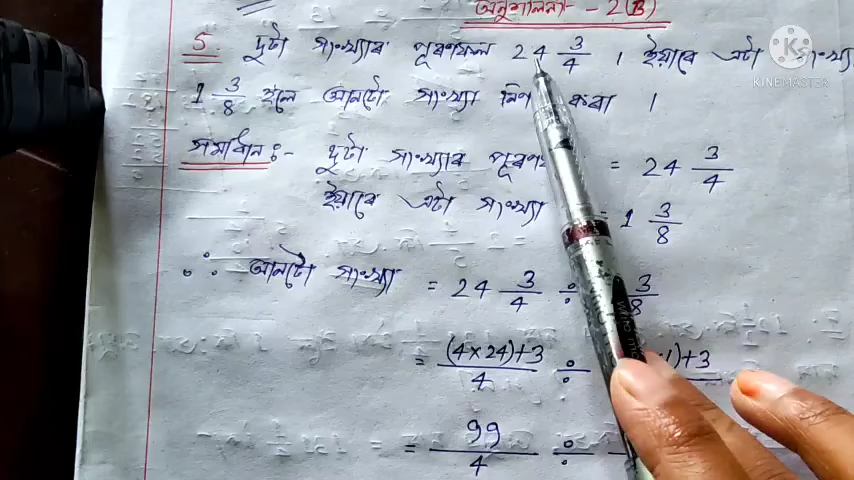 অনুশীলনী - 2(B)
5. দুটা সংখ্যাৰ পূৰণফল 24 3/4 । ইয়াৰে এটা সংখ্যা
1 3/8 হলে আনটো সংখ্যা কৰা ।
সমাধান :- দুটা সংখ্যাৰ = 24 3/4
ইয়াৰে এটা সংখ্যা = 1 3/8
∴ আনটো সংখ্যা = 24 3/4 ÷ 3/8
= (4×24)+3/4 ÷ 1)+3
= 99/4 ÷
KINEMASTER